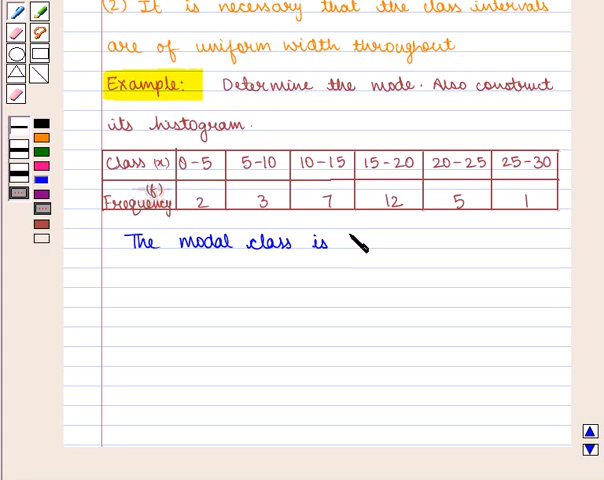 (2) It is necessary that the class intervals
are of uniform width throughout
Example: Determine the mode. Also construct
its histogram.
Class (x) 0-5 5-10 10-15 15-20 20-25 25-30
Frequency (f) 2 3 7 12 5 1
The modal class is